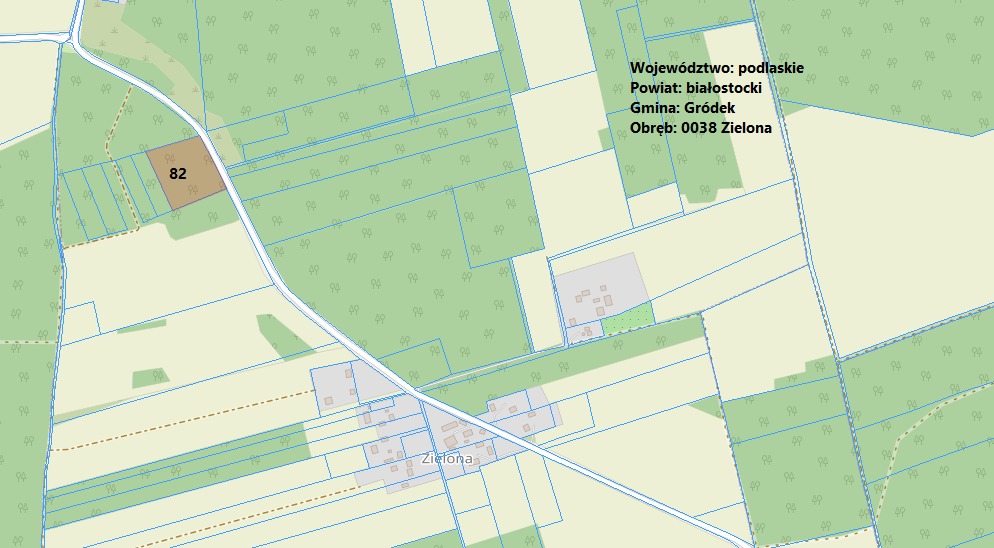 Województwo: podlaskie
Powiat: białostocki
Gmina: Gródek
Obręb: 0038 Zielona
82
Zielona